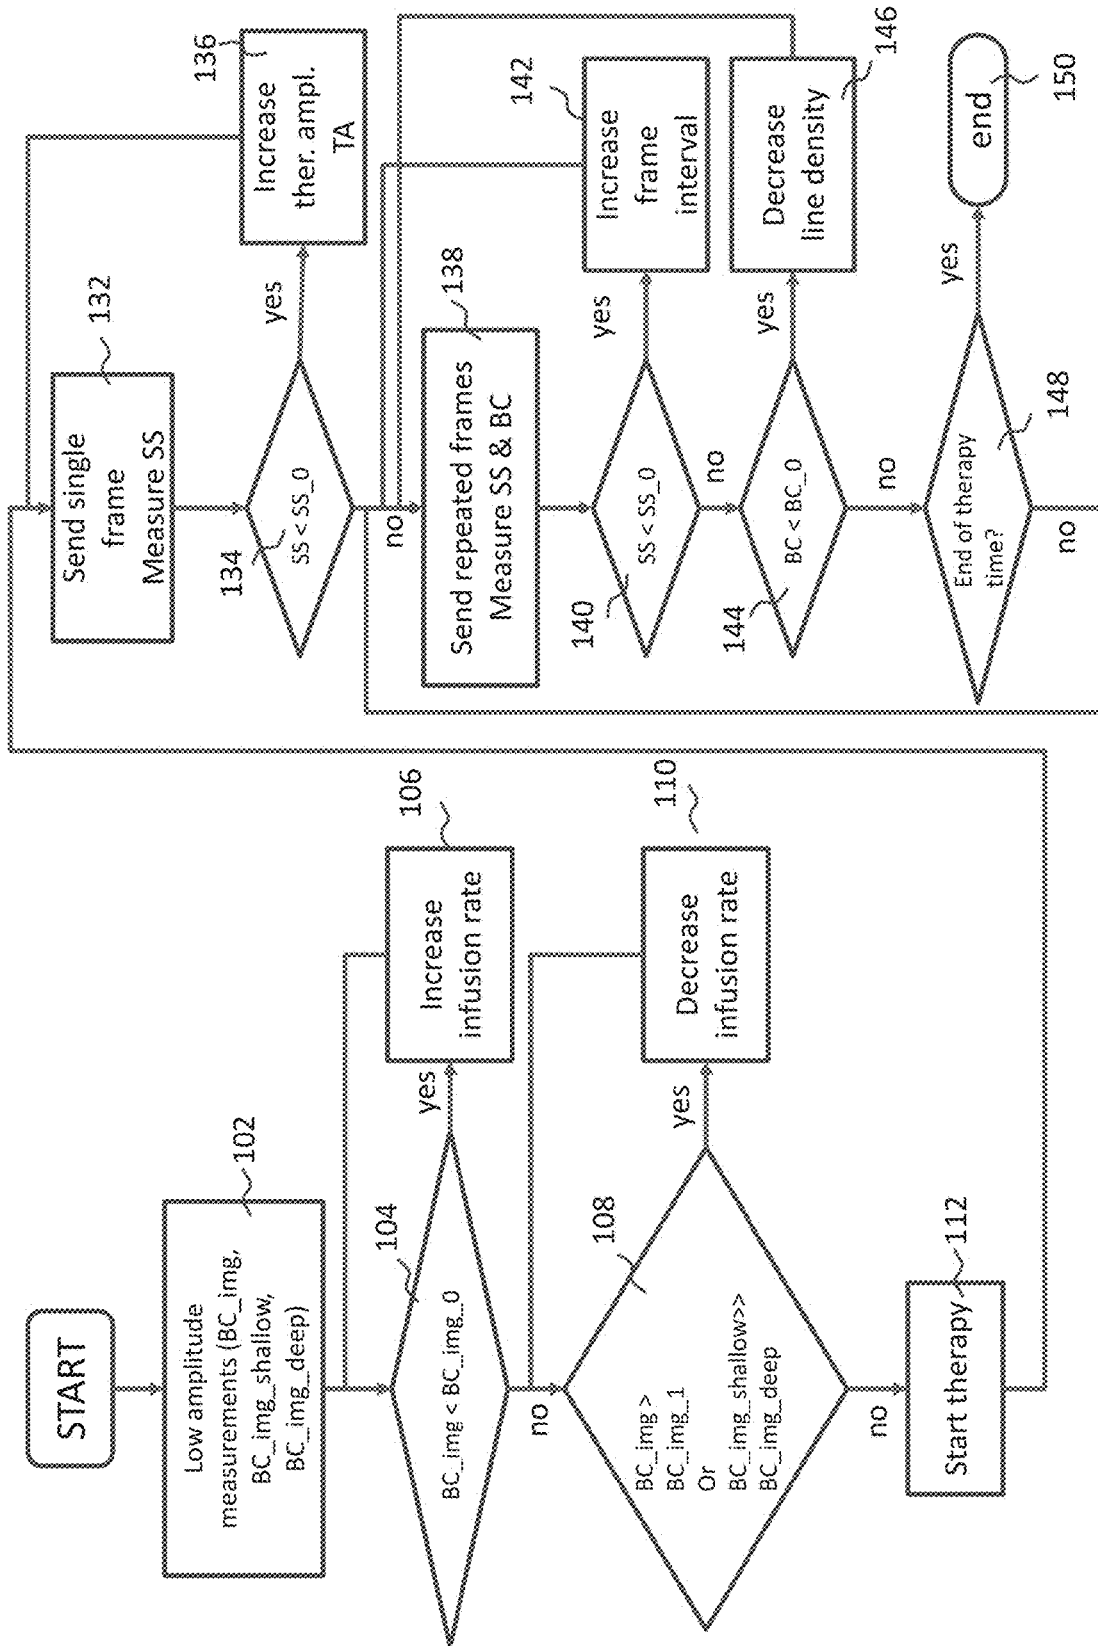 START
Low amplitude
measurements (BC_img,
BC_img_shallow,
BC_img_deep)
102
BC_img < BC_img_0
104
yes
Increase
infusion rate
106
no
BC_img >
BC_img_1
Or
BC_img_shallow>>
BC_img_deep
108
yes
Decrease
infusion rate
110
no
Start therapy
112
Send single
frame
Measure SS
132
SS < SS_0
134
yes
Increase
ther. ampl.
TA
136
no
Send repeated frames
Measure SS & BC
138
SS < SS_0
140
yes
Increase
frame
interval
142
no
BC < BC_0
144
yes
Decrease
line density
146
no
End of therapy
time?
148
yes
end
150
no